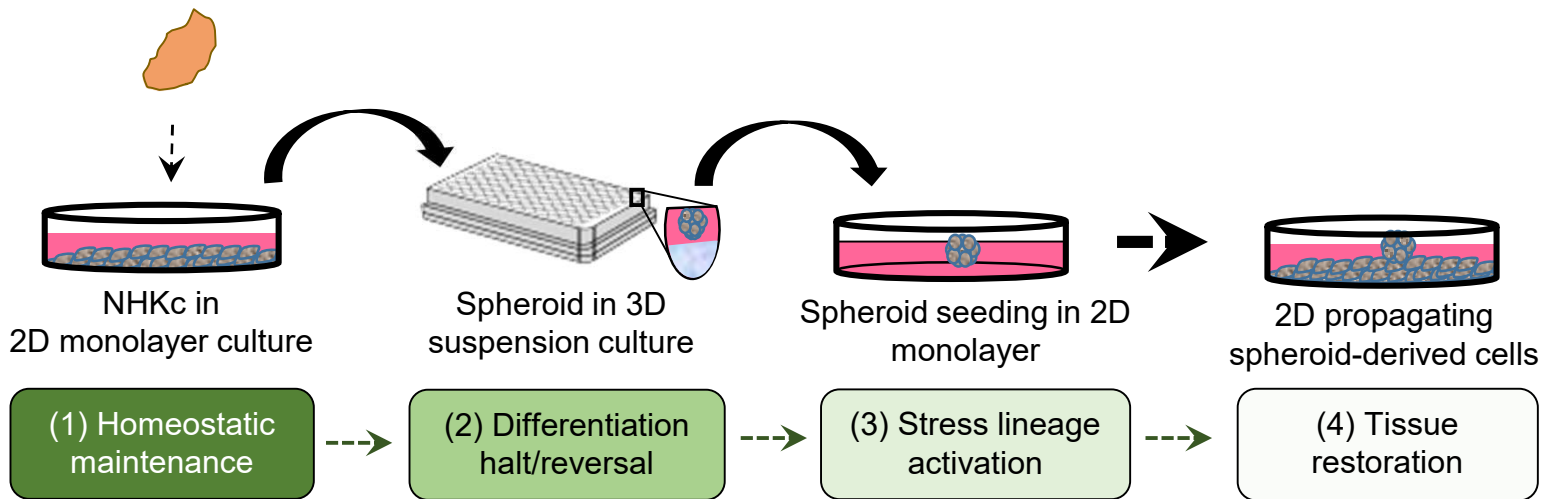 NHKc in
2D monolayer culture
Spheroid in 3D
suspension culture
Spheroid seeding in 2D
monolayer
2D propagating
spheroid-derived cells
(1) Homeostatic
maintenance
(2) Differentiation
halt/reversal
(3) Stress lineage
activation
(4) Tissue
restoration